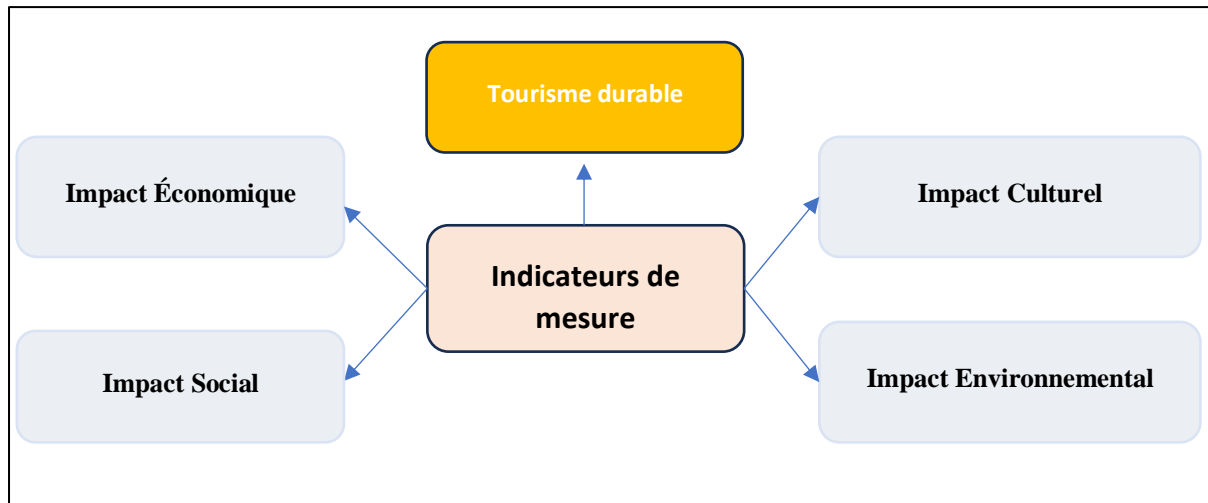 Tourisme durable
Impact Économique
Impact Culturel
Indicateurs de
mesure
Impact Social
Impact Environnemental